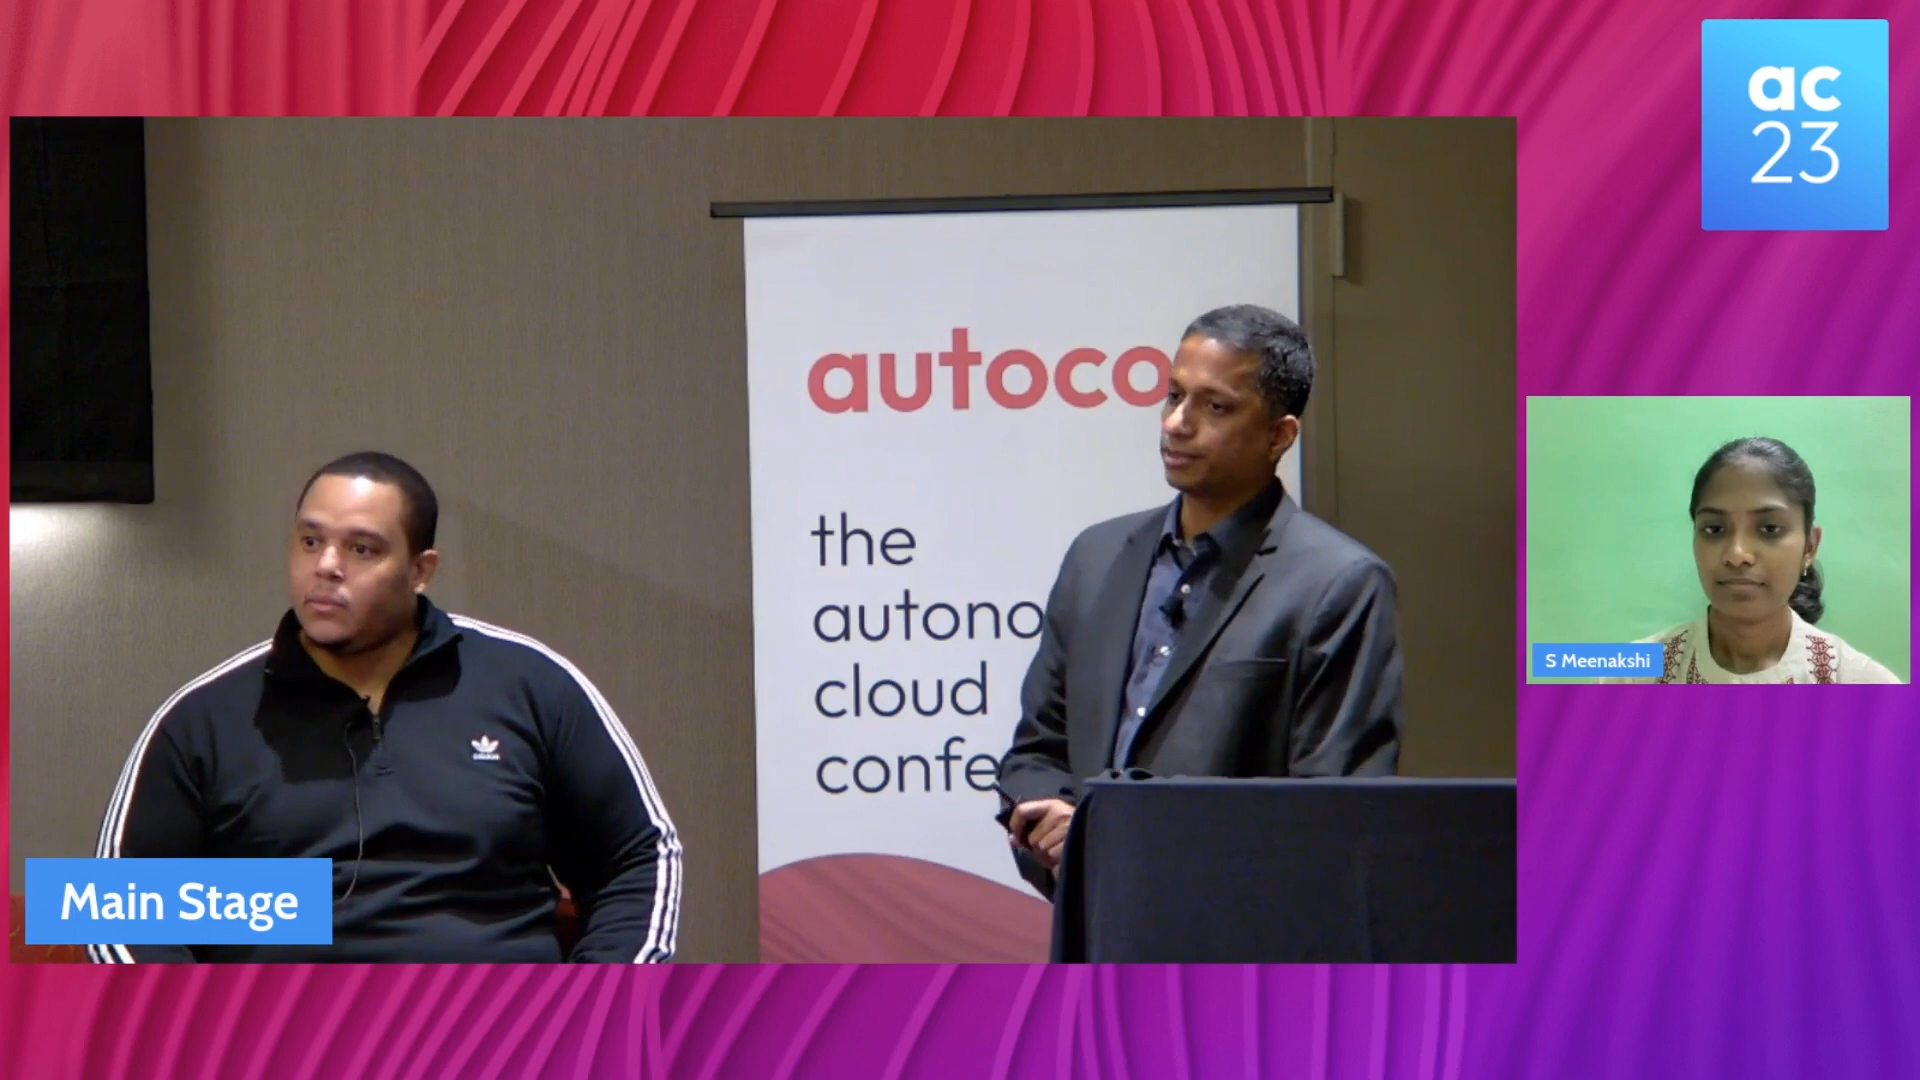 ac
23
autoco
the
autono
cloud
confe
S Meenakshi
Main Stage